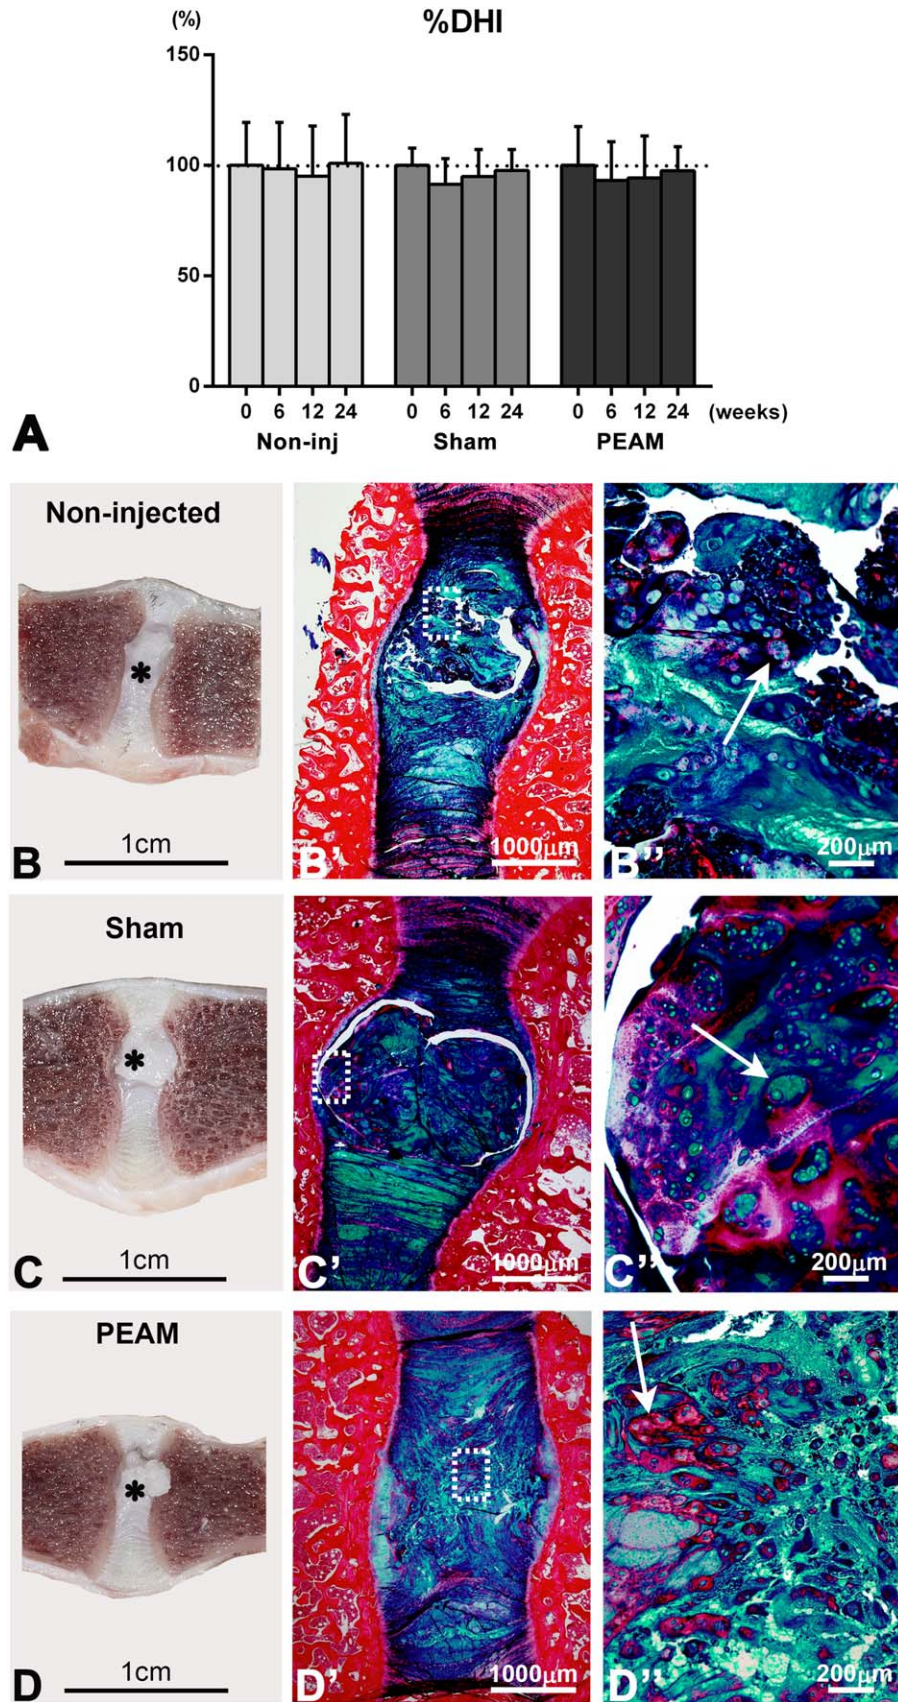 %DHI
(%)
150
100
50
0
0 6 12 24 0 6 12 24 0 6 12 24 (weeks)
Non-inj Sham PEAM
A
Non-injected
1cm
B
1000µm
B'
200µm
B''
Sham
1cm
C
1000µm
C'
200µm
C''
PEAM
1cm
D
1000µm
D'
200µm
D''